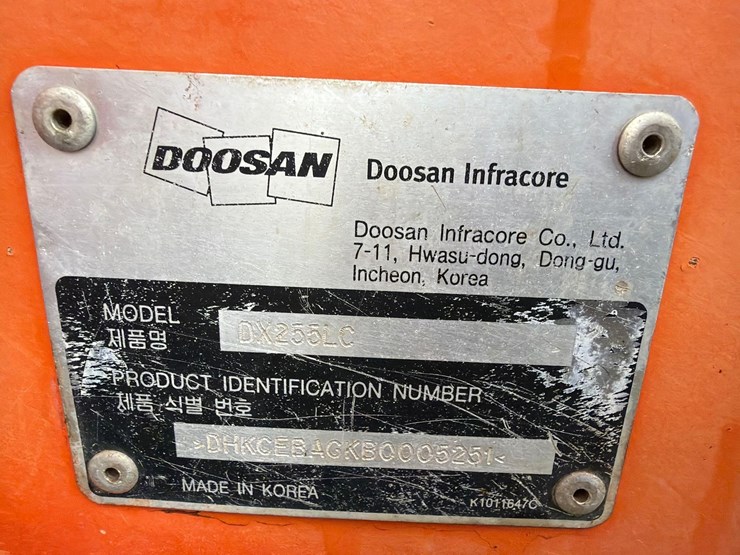 DOOSAN
Doosan Infracore
Doosan Infracore Co., Ltd.
7-11, Hwasu-dong, Dong-gu,
Incheon, Korea
MODEL
제품명
DX255LC
PRODUCT IDENTIFICATION NUMBER
제품 식별 번호
>DHKCEBAGKB0005251<
MADE IN KOREA
K1011647C